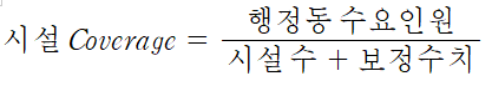 시설 Coverage = 행정동 수요인원 / 시설 수 + 보정수치